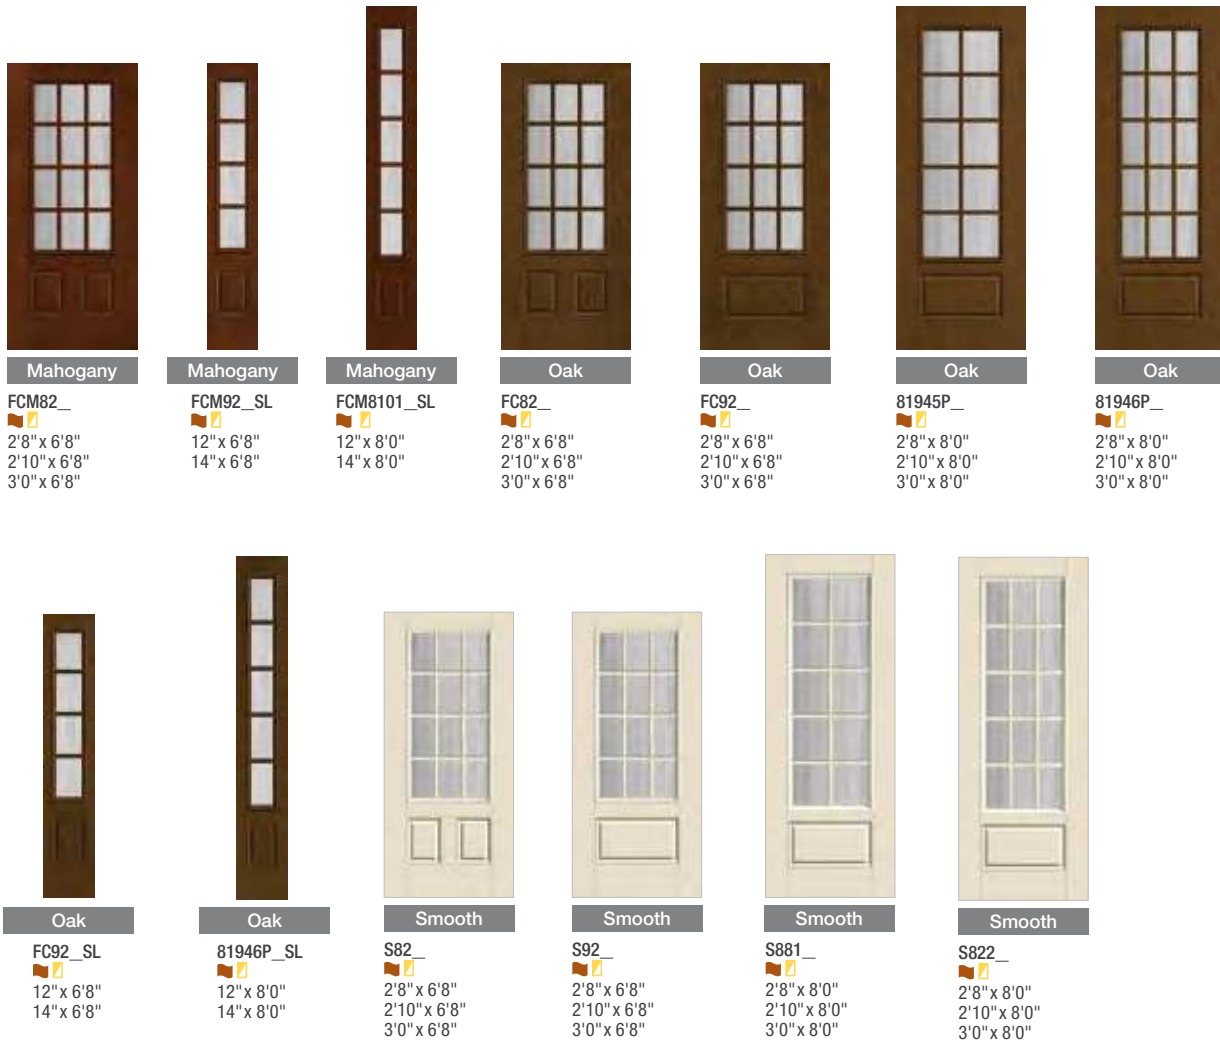 Mahogany
FCM82_
2'8" x 6'8"
2'10" x 6'8"
3'0" x 6'8"
Mahogany
FCM92_SL
12" x 6'8"
14" x 6'8"
Mahogany
FCM8101_SL
12" x 8'0"
14" x 8'0"
Oak
FC82_
2'8" x 6'8"
2'10" x 6'8"
3'0" x 6'8"
Oak
FC92_
2'8" x 6'8"
2'10" x 6'8"
3'0" x 6'8"
Oak
81945P_
2'8" x 8'0"
2'10" x 8'0"
3'0" x 8'0"
Oak
81946P_
2'8" x 8'0"
2'10" x 8'0"
3'0" x 8'0"
Oak
FC92_SL
12" x 6'8"
14" x 6'8"
Oak
81946P_SL
12" x 8'0"
14" x 8'0"
Smooth
S82_
2'8" x 6'8"
2'10" x 6'8"
3'0" x 6'8"
Smooth
S92_
2'8" x 6'8"
2'10" x 6'8"
3'0" x 6'8"
Smooth
S881_
2'8" x 8'0"
2'10" x 8'0"
3'0" x 8'0"
Smooth
S822_
2'8" x 8'0"
2'10" x 8'0"
3'0" x 8'0"